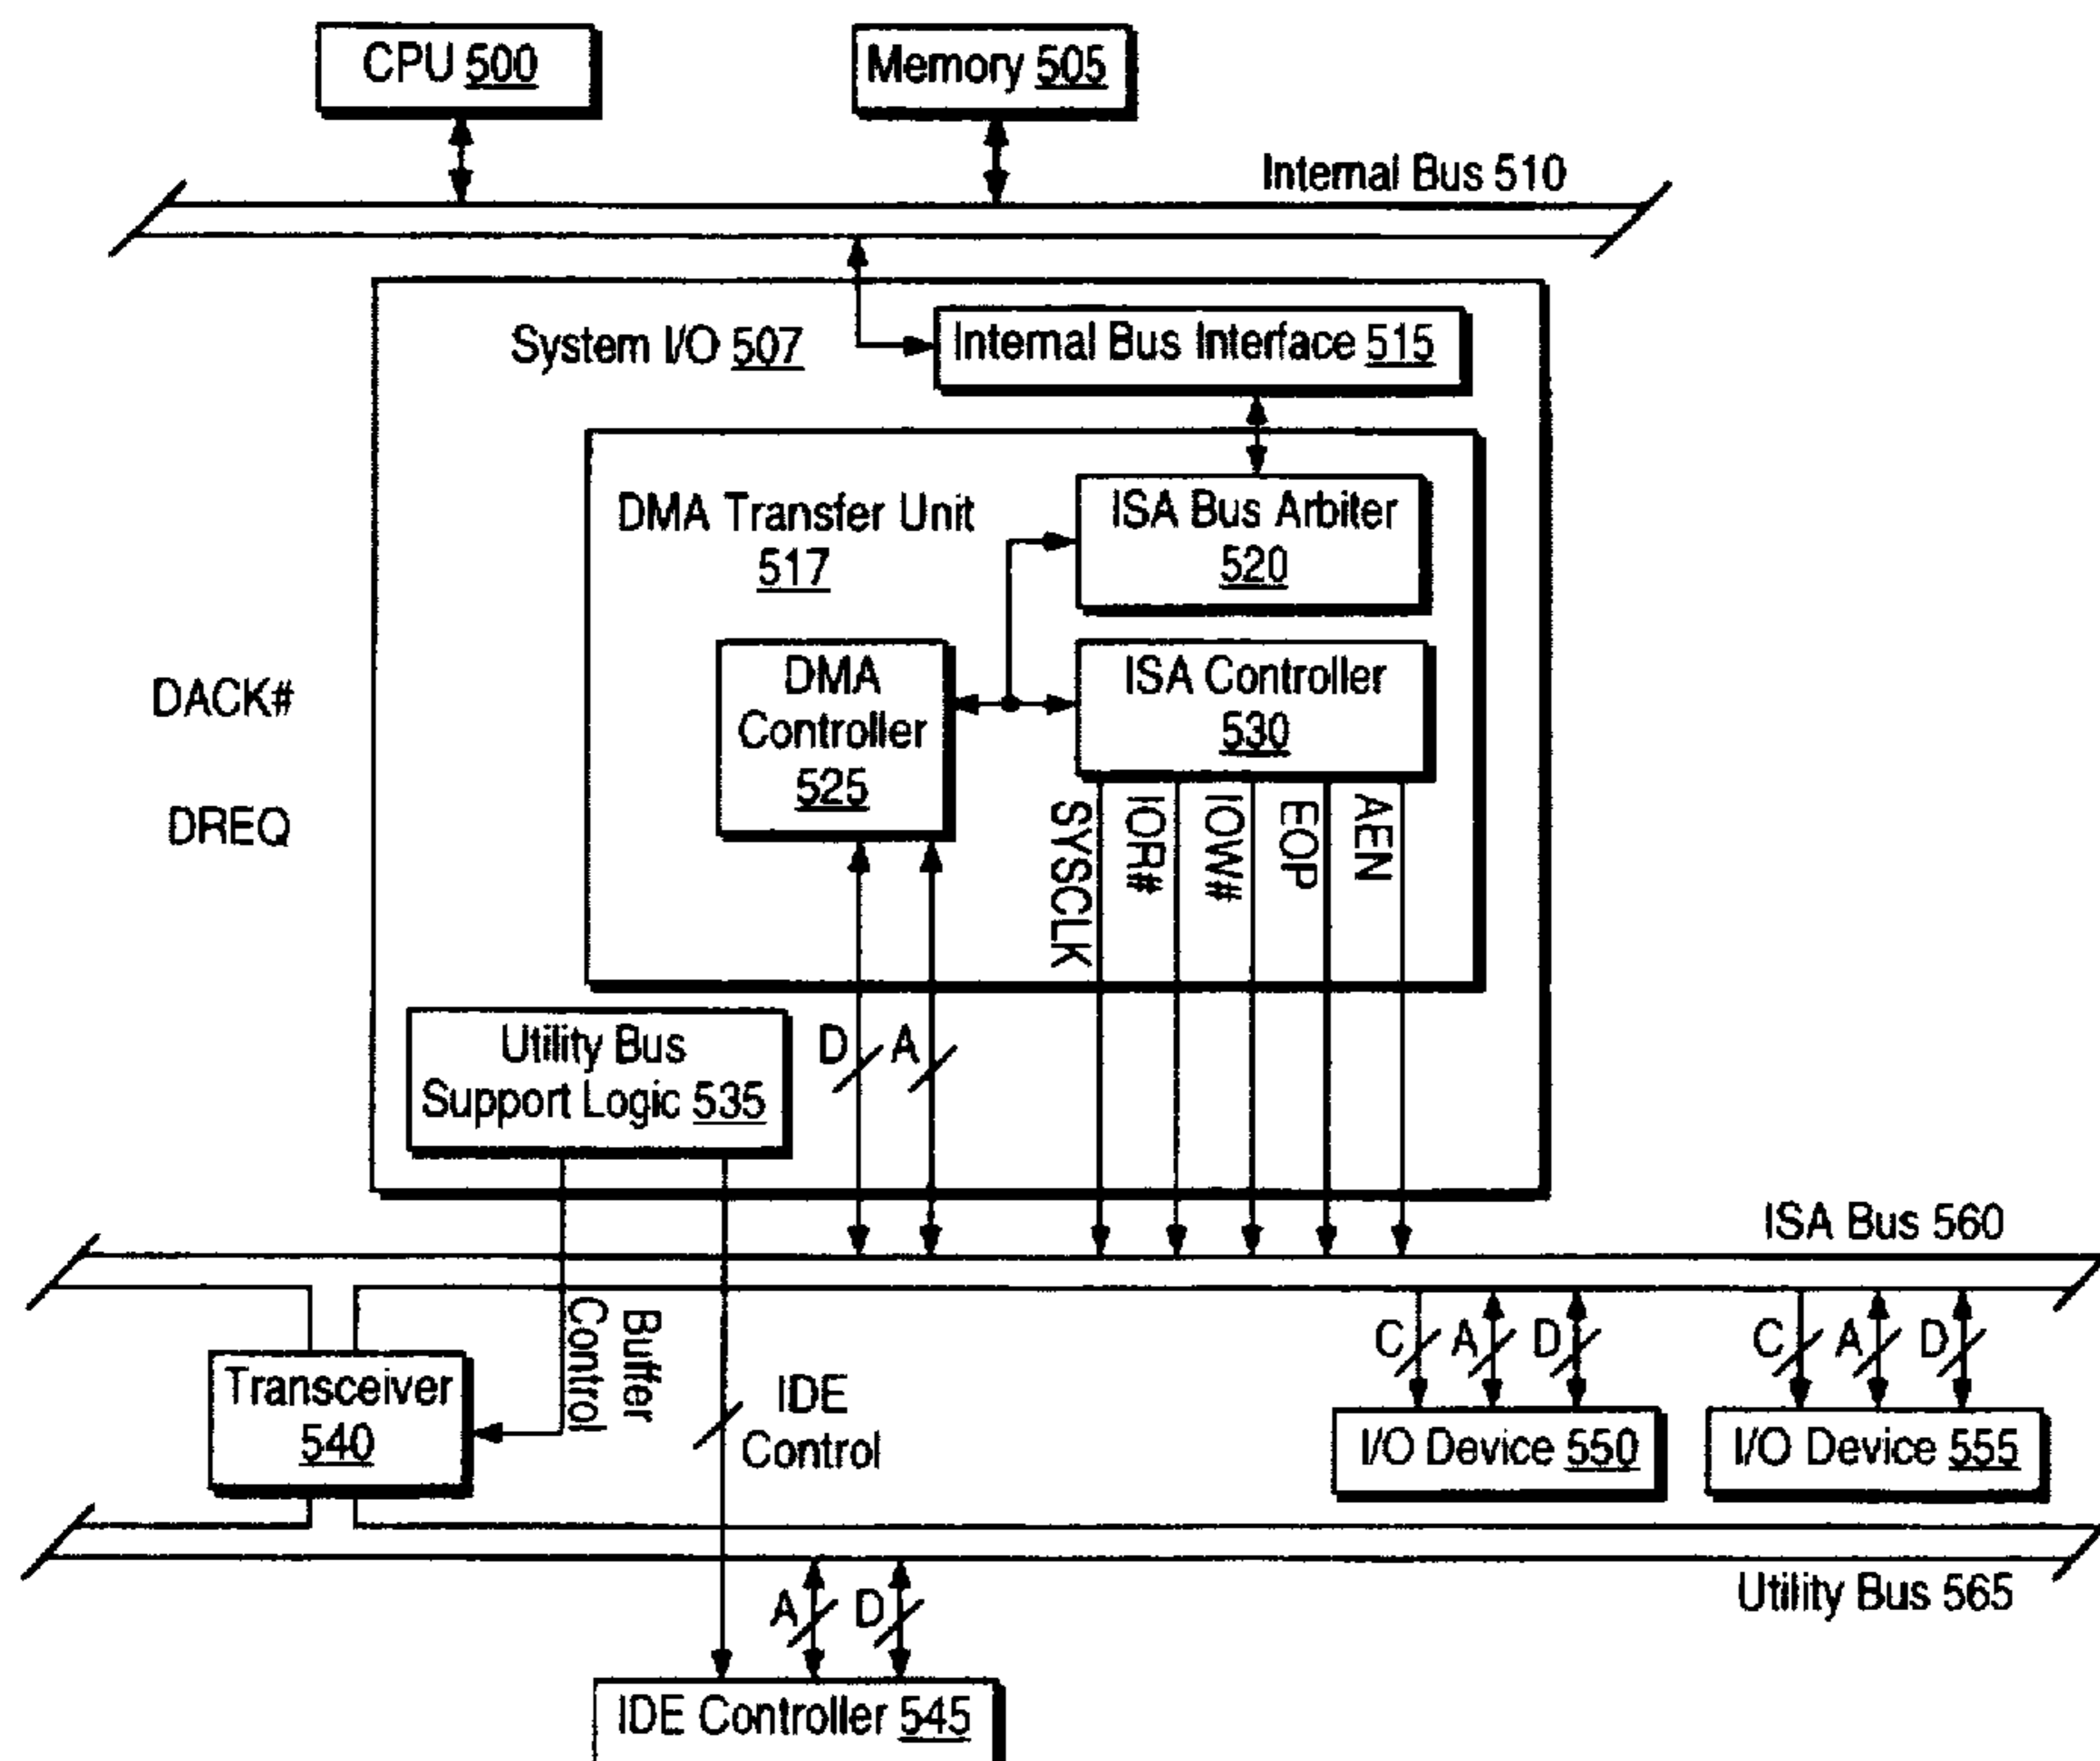 CPU 500
Memory 505
Internal Bus 510
System I/O 507
Internal Bus Interface 515
DMA Transfer Unit
517
ISA Bus Arbiter
520
DACK#
DREQ
DMA
Controller
525
ISA Controller
530
SYSCLK
IOR#
IOW#
EOP
AEN
Utility Bus
Support Logic 535
D
A
ISA Bus 560
Transceiver
540
Buffer
Control
IDE
Control
C
A
D
C
A
D
I/O Device 550
I/O Device 555
Utility Bus 565
A
D
IDE Controller 545